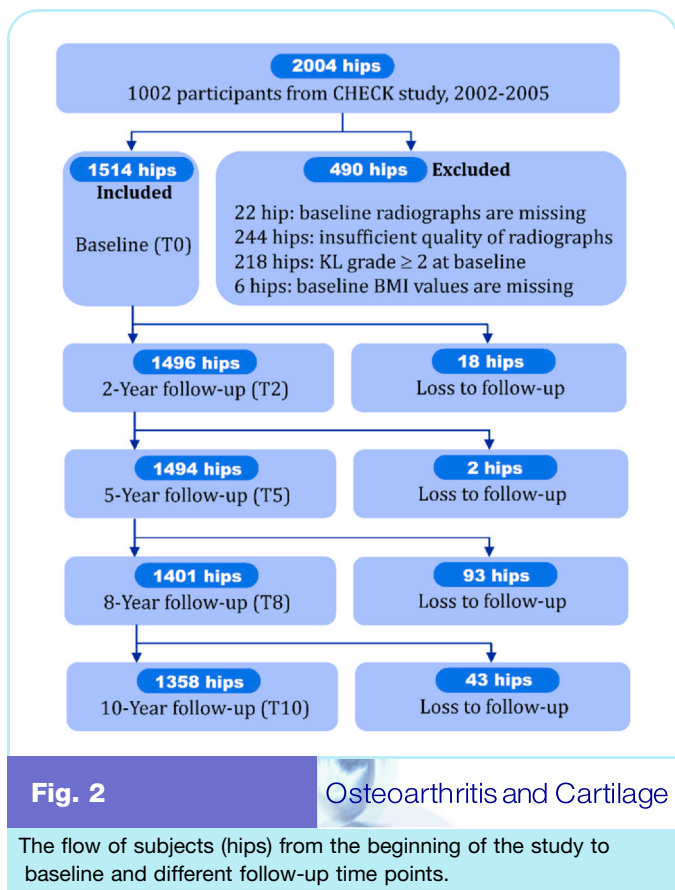 2004 hips
1002 participants from CHECK study, 2002-2005
1514 hips
Included
Baseline (T0)
490 hips Excluded
22 hip: baseline radiographs are missing
244 hips: insufficient quality of radiographs
218 hips: KL grade ≥ 2 at baseline
6 hips: baseline BMI values are missing
1496 hips
2-Year follow-up (T2)
18 hips
Loss to follow-up
1494 hips
5-Year follow-up (T5)
2 hips
Loss to follow-up
1401 hips
8-Year follow-up (T8)
93 hips
Loss to follow-up
1358 hips
10-Year follow-up (T10)
43 hips
Loss to follow-up
Fig. 2
Osteoarthritis and Cartilage
The flow of subjects (hips) from the beginning of the study to
baseline and different follow-up time points.